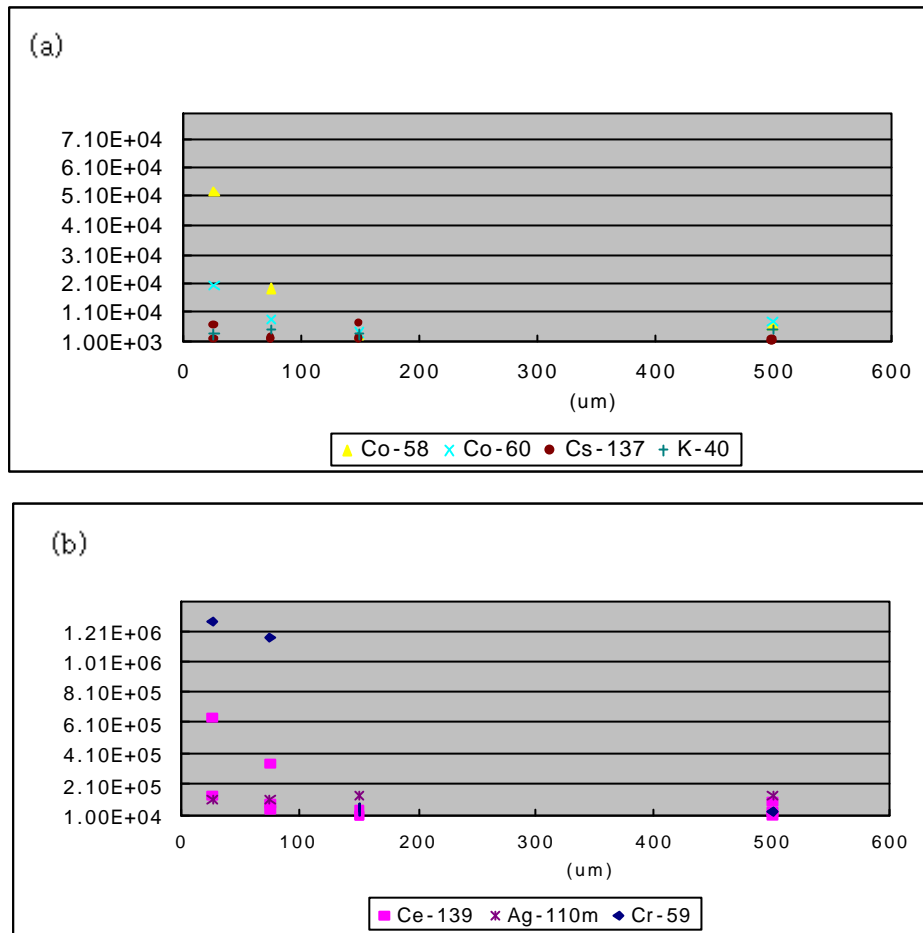 (a)
7.10E+04
6.10E+04
5.10E+04
4.10E+04
3.10E+04
2.10E+04
1.10E+04
1.00E+03
0 100 200 300 400 500 600
(um)
Co-58 Co-60 Cs-137 K-40
(b)
1.21E+06
1.01E+06
8.10E+05
6.10E+05
4.10E+05
2.10E+05
1.00E+04
0 100 200 300 400 500 600
(um)
Ce-139 Ag-110m Cr-59